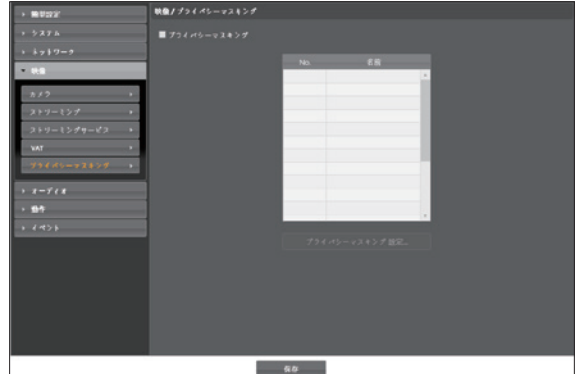 簡単設定
システム
ネットワーク
映像
カメラ
ストリーミング
ストリーミングサービス
VAT
プライバシーマスキング
オーディオ
動作
イベント
映像/プライバシーマスキング
プライバシーマスキング
No. 名前
プライバシーマスキング 設定...
保存